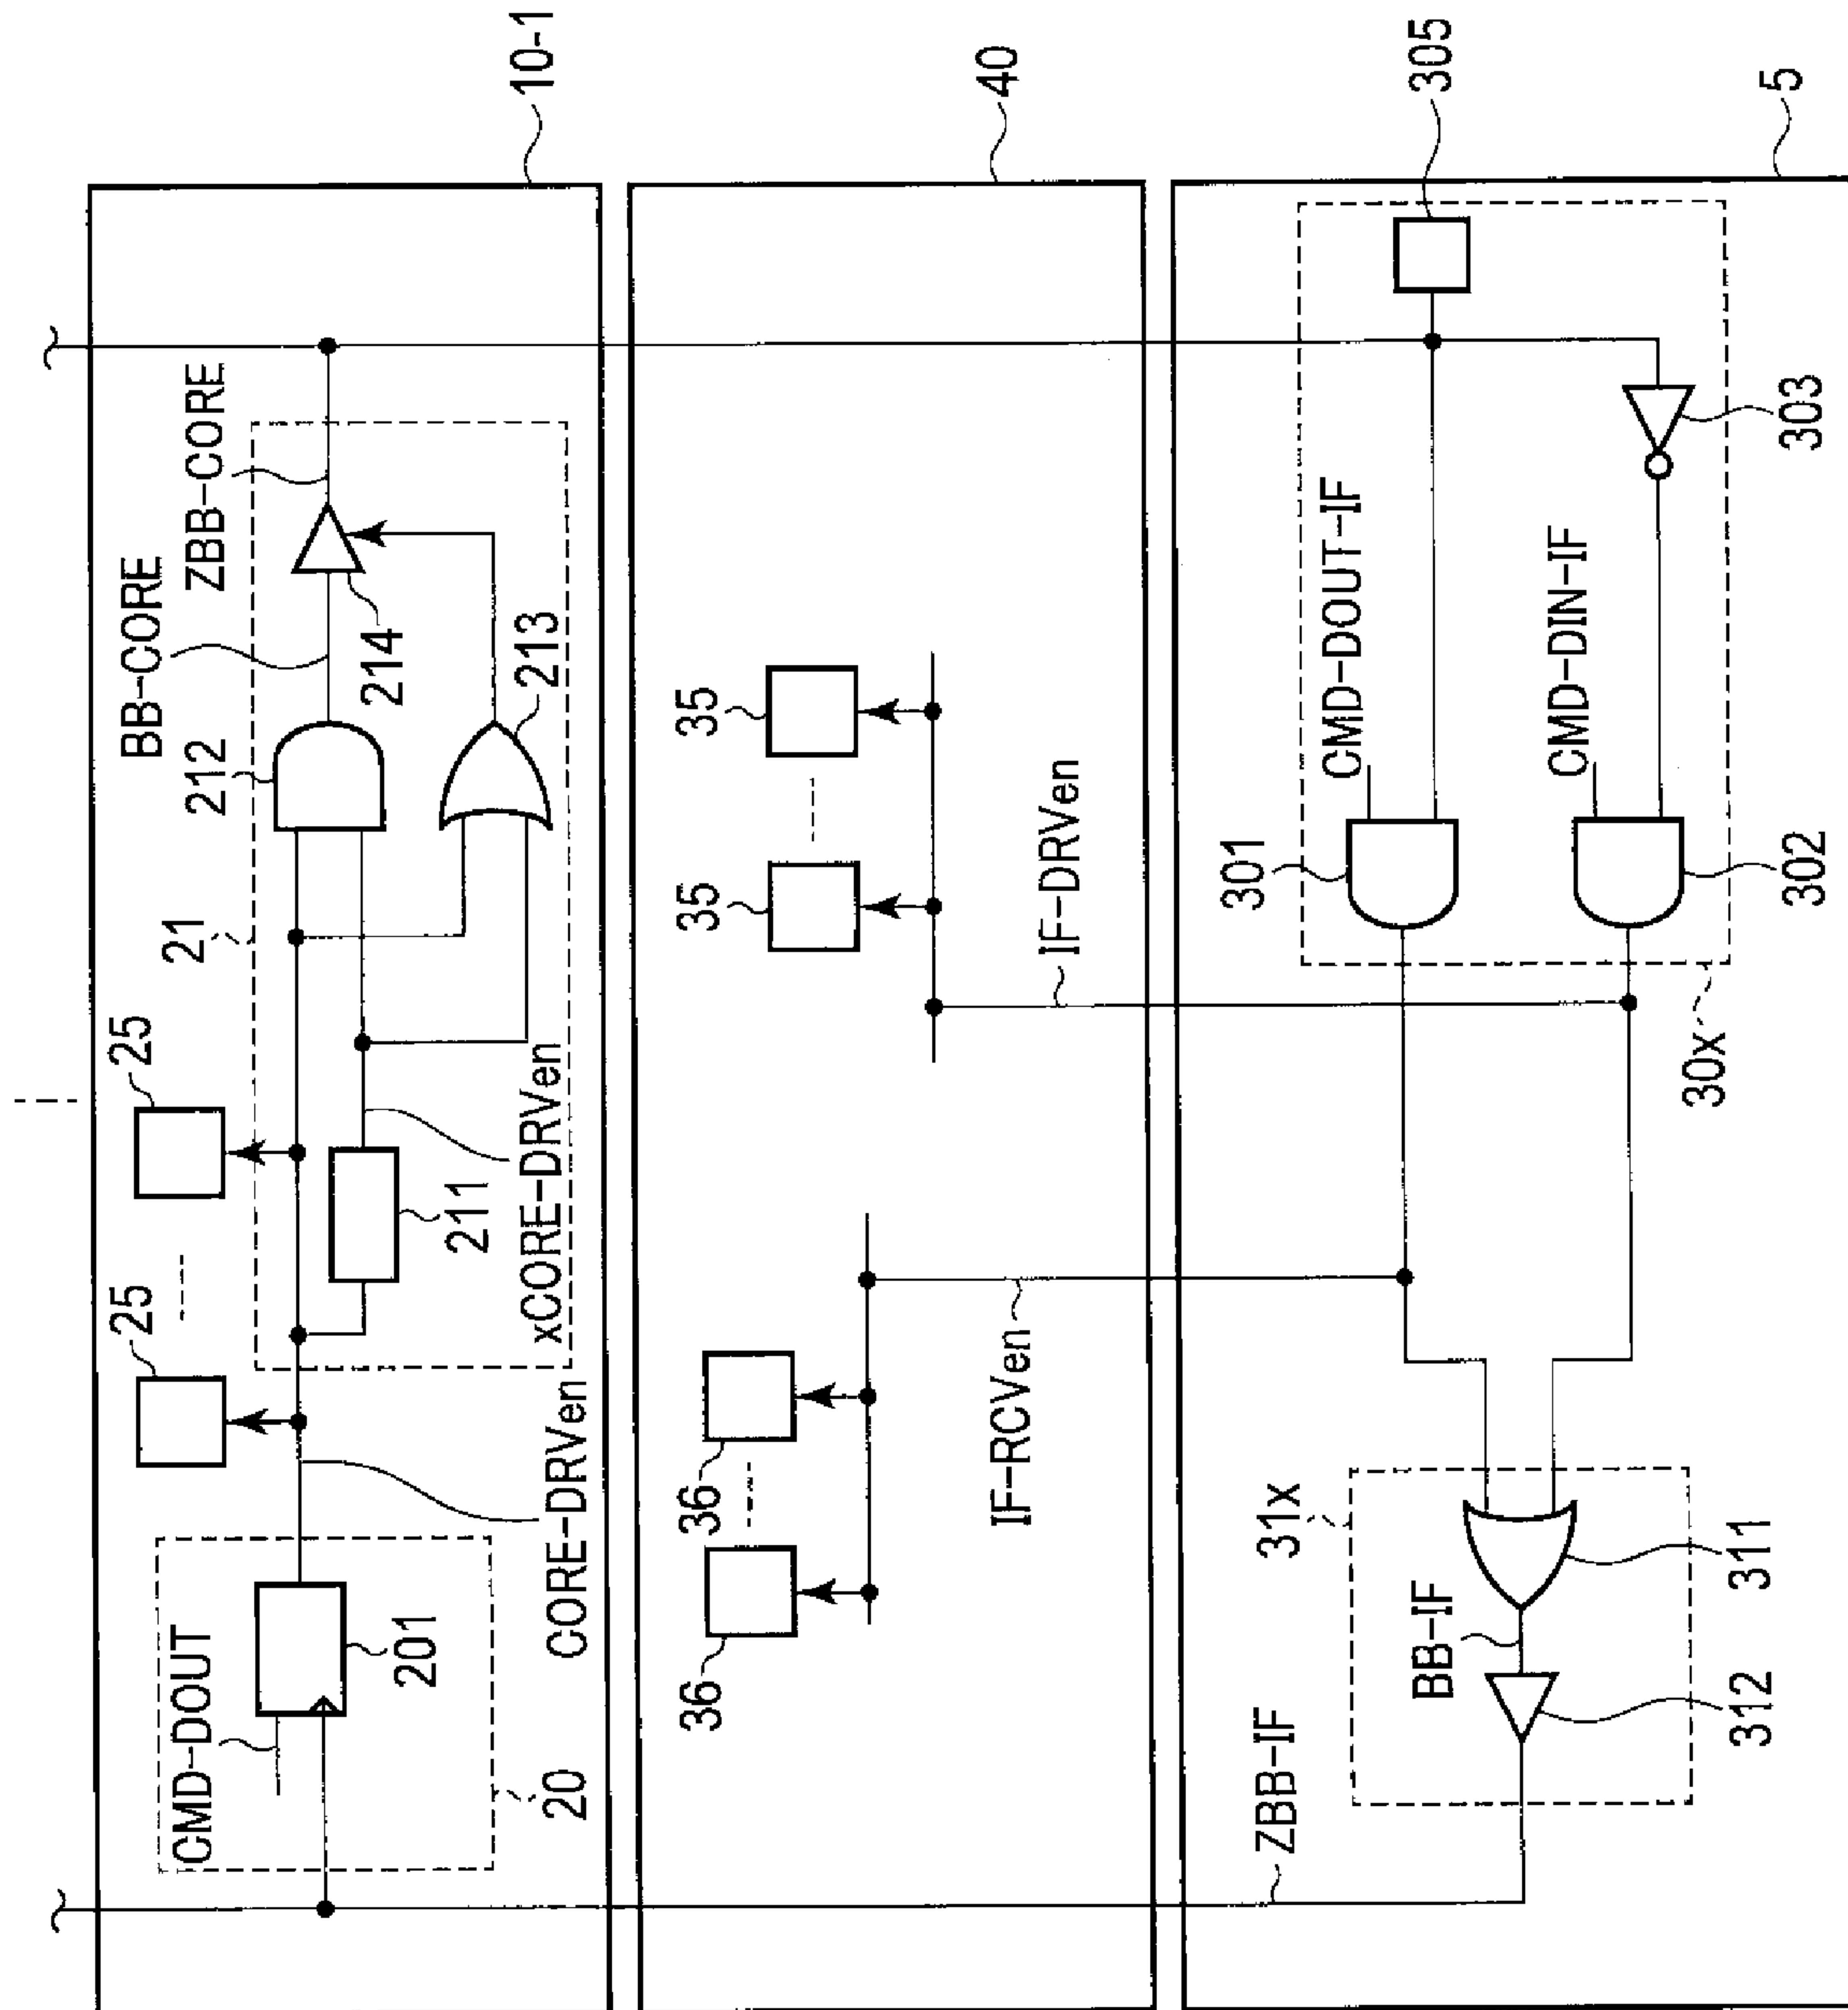 10-1
40
5
305
BB-CORE
ZBB-CORE
212
214
213
21
25
25
211
xCORE-DRVen
CORE-DRVen
CMD-DOUT
201
20
35
35
IF-DRVen
36
36
IF-RCVen
CMD-DOUT-IF
CMD-DIN-IF
303
301
302
30x
31x
311
BB-IF
312
ZBB-IF